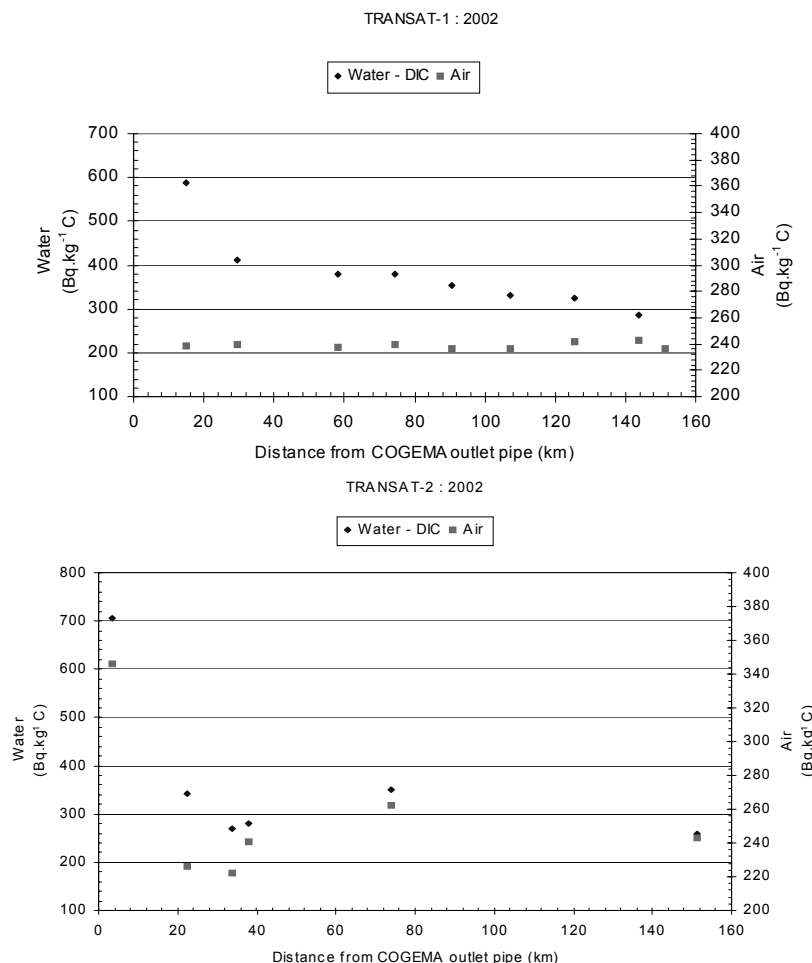 TRANSAT-1 : 2002
Water - DIC Air
700
600
500
400
300
200
100
400
380
360
340
320
300
280
260
240
220
200
Water
(Bq.kg⁻¹ C)
Air
(Bq.kg⁻¹ C)
0 20 40 60 80 100 120 140 160
Distance from COGEMA outlet pipe (km)
TRANSAT-2 : 2002
Water - DIC Air
800
700
600
500
400
300
200
100
400
380
360
340
320
300
280
260
240
220
200
Water
(Bq.kg¹ C)
Air
(Bq.kg¹ C)
0 20 40 60 80 100 120 140 160
Distance from COGEMA outlet pipe (km)